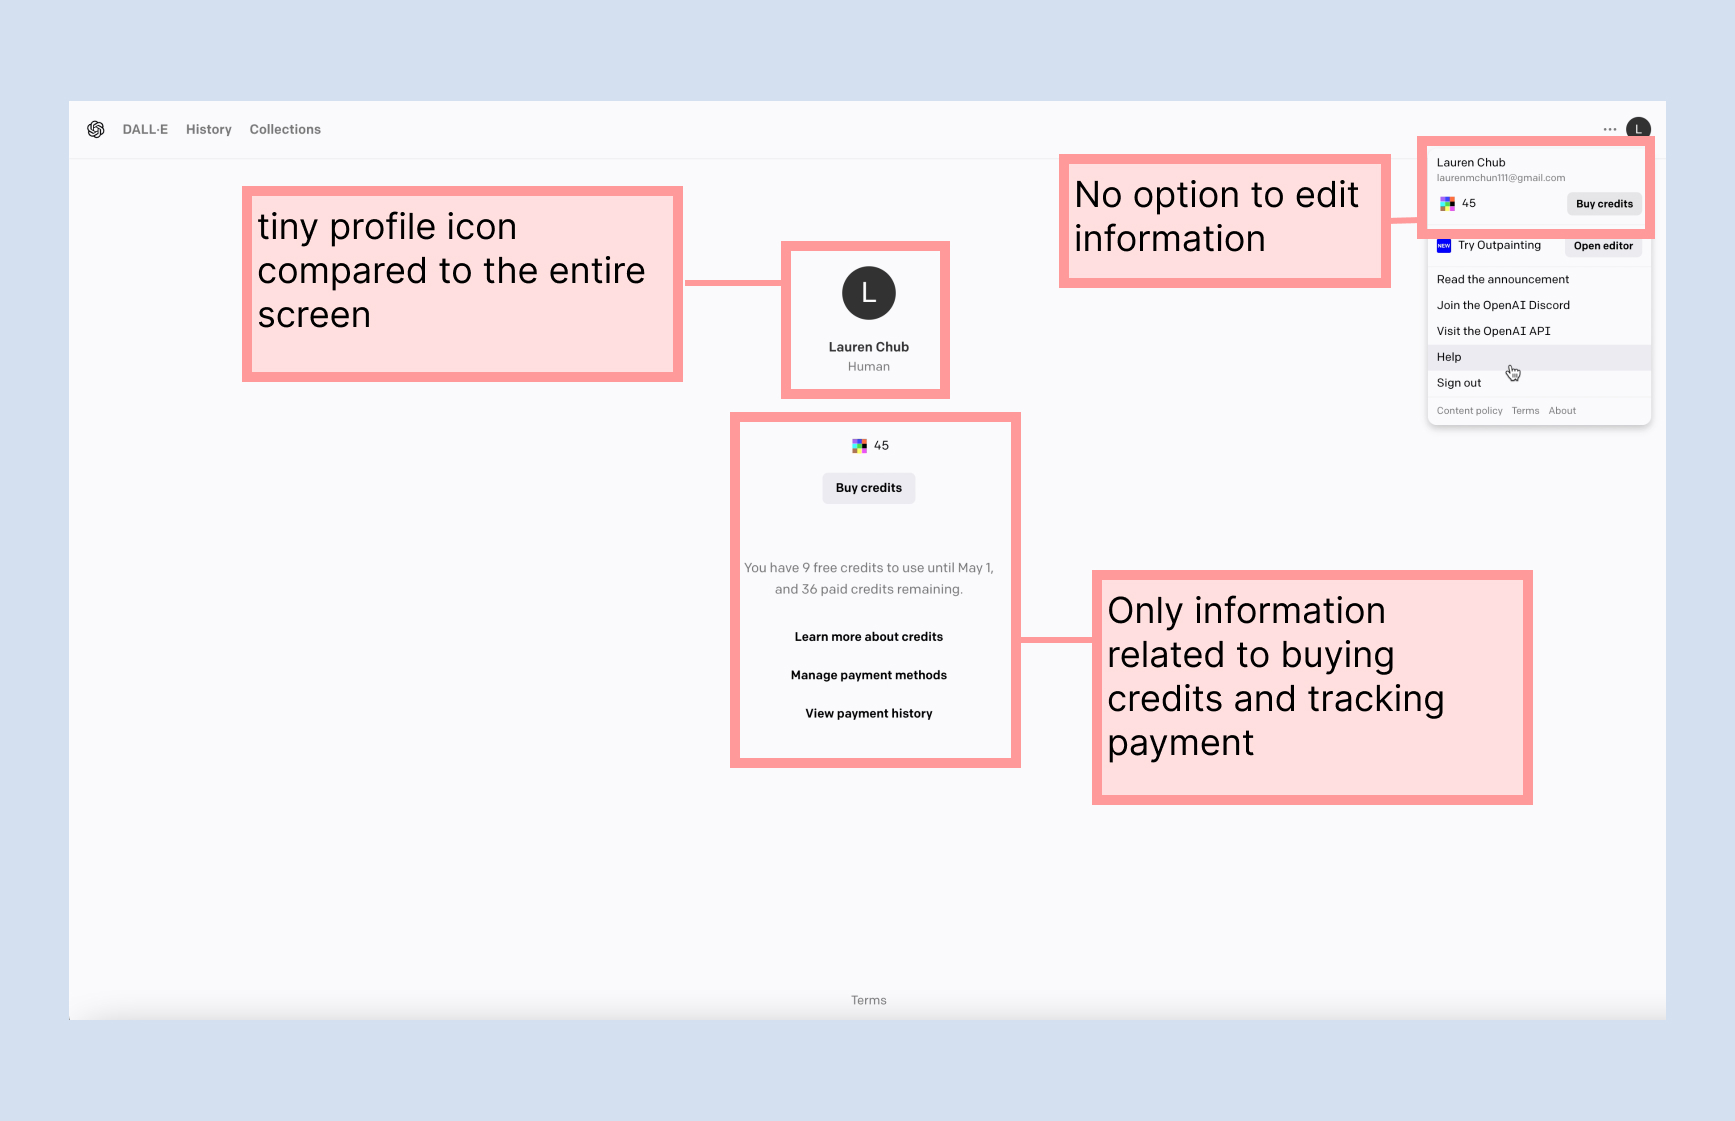 DALL·E History Collections
··· L
tiny profile icon
compared to the entire
screen
L
Lauren Chub
Human
No option to edit
information
Lauren Chub
laurenmchun111@gmail.com
45 Buy credits
NEW Try Outpainting Open editor
Read the announcement
Join the OpenAI Discord
Visit the OpenAI API
Help
Sign out
Content policy Terms About
45
Buy credits
You have 9 free credits to use until May 1,
and 36 paid credits remaining.
Learn more about credits
Manage payment methods
View payment history
Only information
related to buying
credits and tracking
payment
Terms